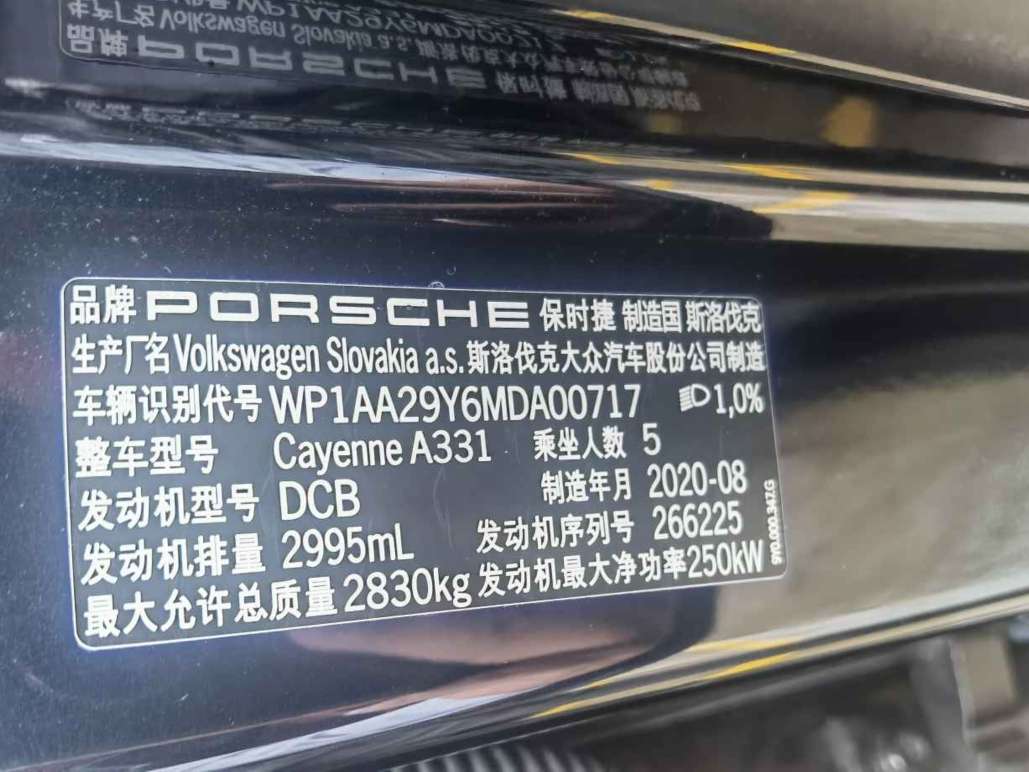 品牌 PORSCHE 保时捷 制造国 斯洛伐克
生产厂名 Volkswagen Slovakia a.s. 斯洛伐克大众汽车股份公司制造
车辆识别代号 WP1AA29Y6MDA00717 1,0%
整车型号 Cayenne A331 乘坐人数 5
发动机型号 DCB 制造年月 2020-08
发动机排量 2995mL 发动机序列号 266225
最大允许总质量 2830kg 发动机最大净功率 250kW
9Y0.000.347.G